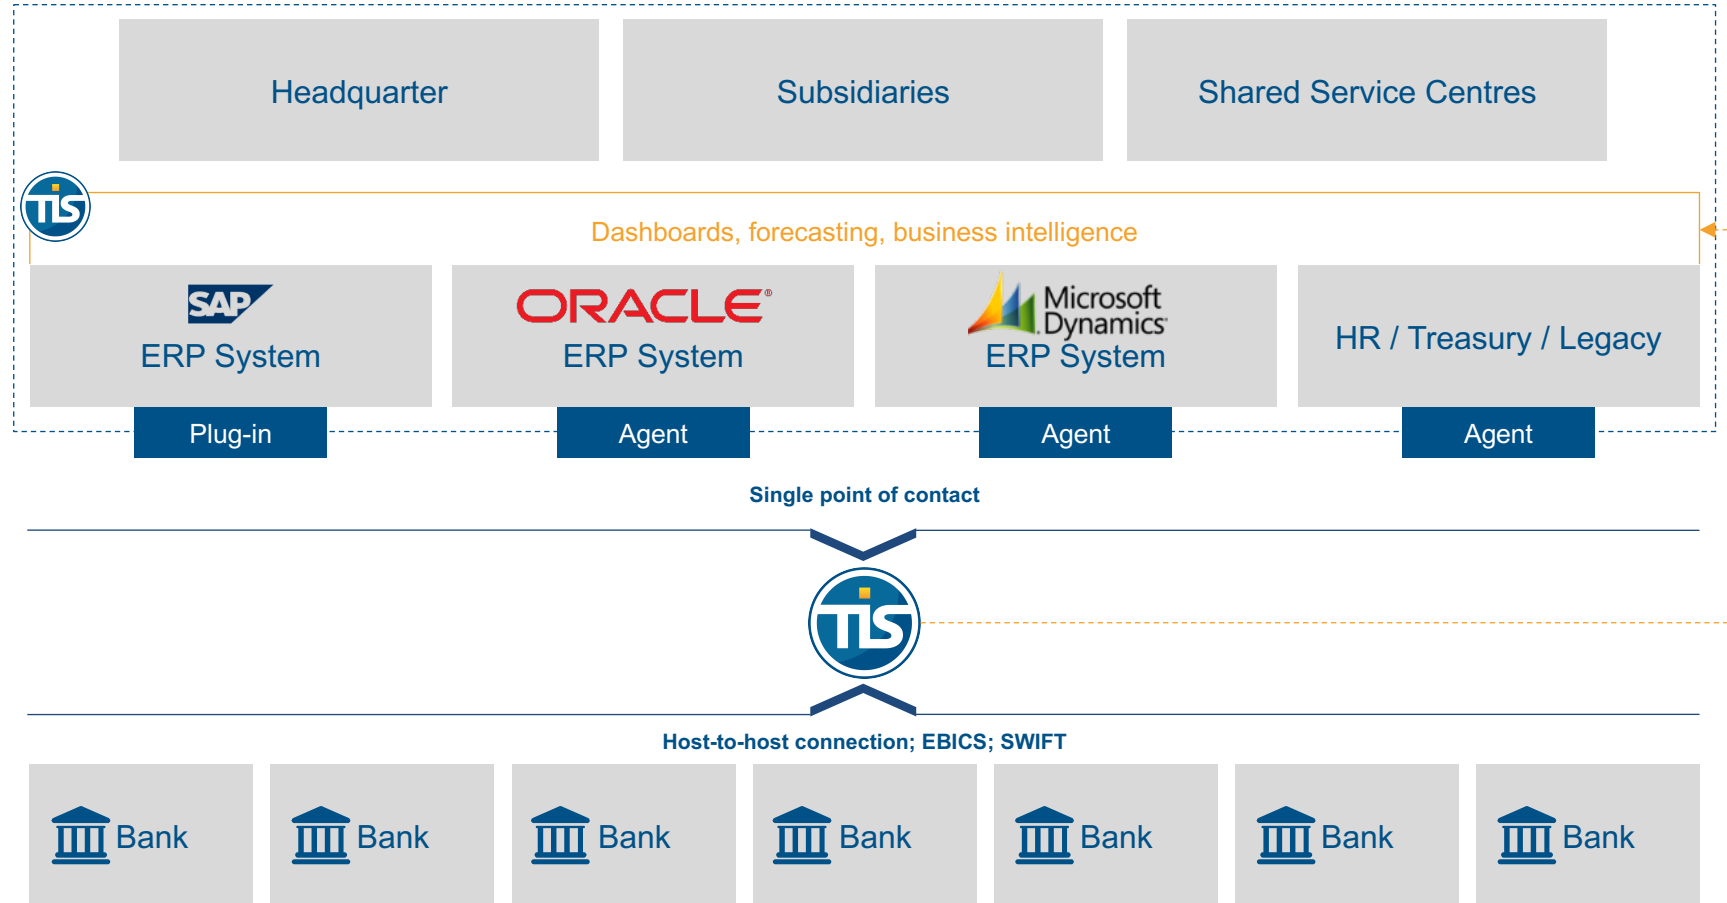 Headquarter
Subsidiaries
Shared Service Centres
TIS
Dashboards, forecasting, business intelligence
SAP
ERP System
ORACLE®
ERP System
Microsoft
Dynamics
ERP System
HR / Treasury / Legacy
Plug-in
Agent
Agent
Agent
Single point of contact
TIS
Host-to-host connection; EBICS; SWIFT
Bank
Bank
Bank
Bank
Bank
Bank
Bank